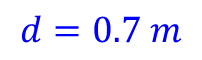 d = 0.7 m